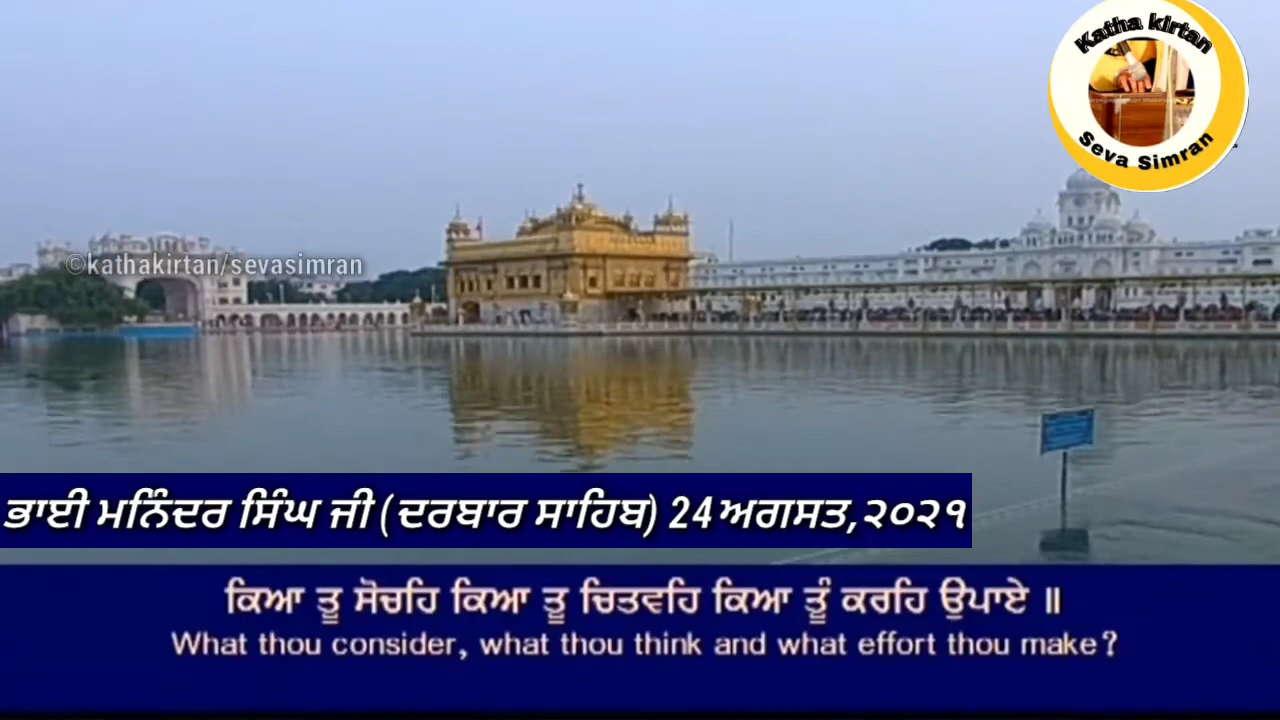 Katha kirtan
Seva Simran
©kathakirtan/sevasimran
ਭਾਈ ਮਨਿੰਦਰ ਸਿੰਘ ਜੀ (ਦਰਬਾਰ ਸਾਹਿਬ) 24 ਅਗਸਤ,੨੦੨੧
ਕਿਆ ਤੂ ਸੋਚਹਿ ਕਿਆ ਤੂ ਚਿਤਵਹਿ ਕਿਆ ਤੂੰ ਕਰਹਿ ਉਪਾਏ ॥
What thou consider, what thou think and what effort thou make?